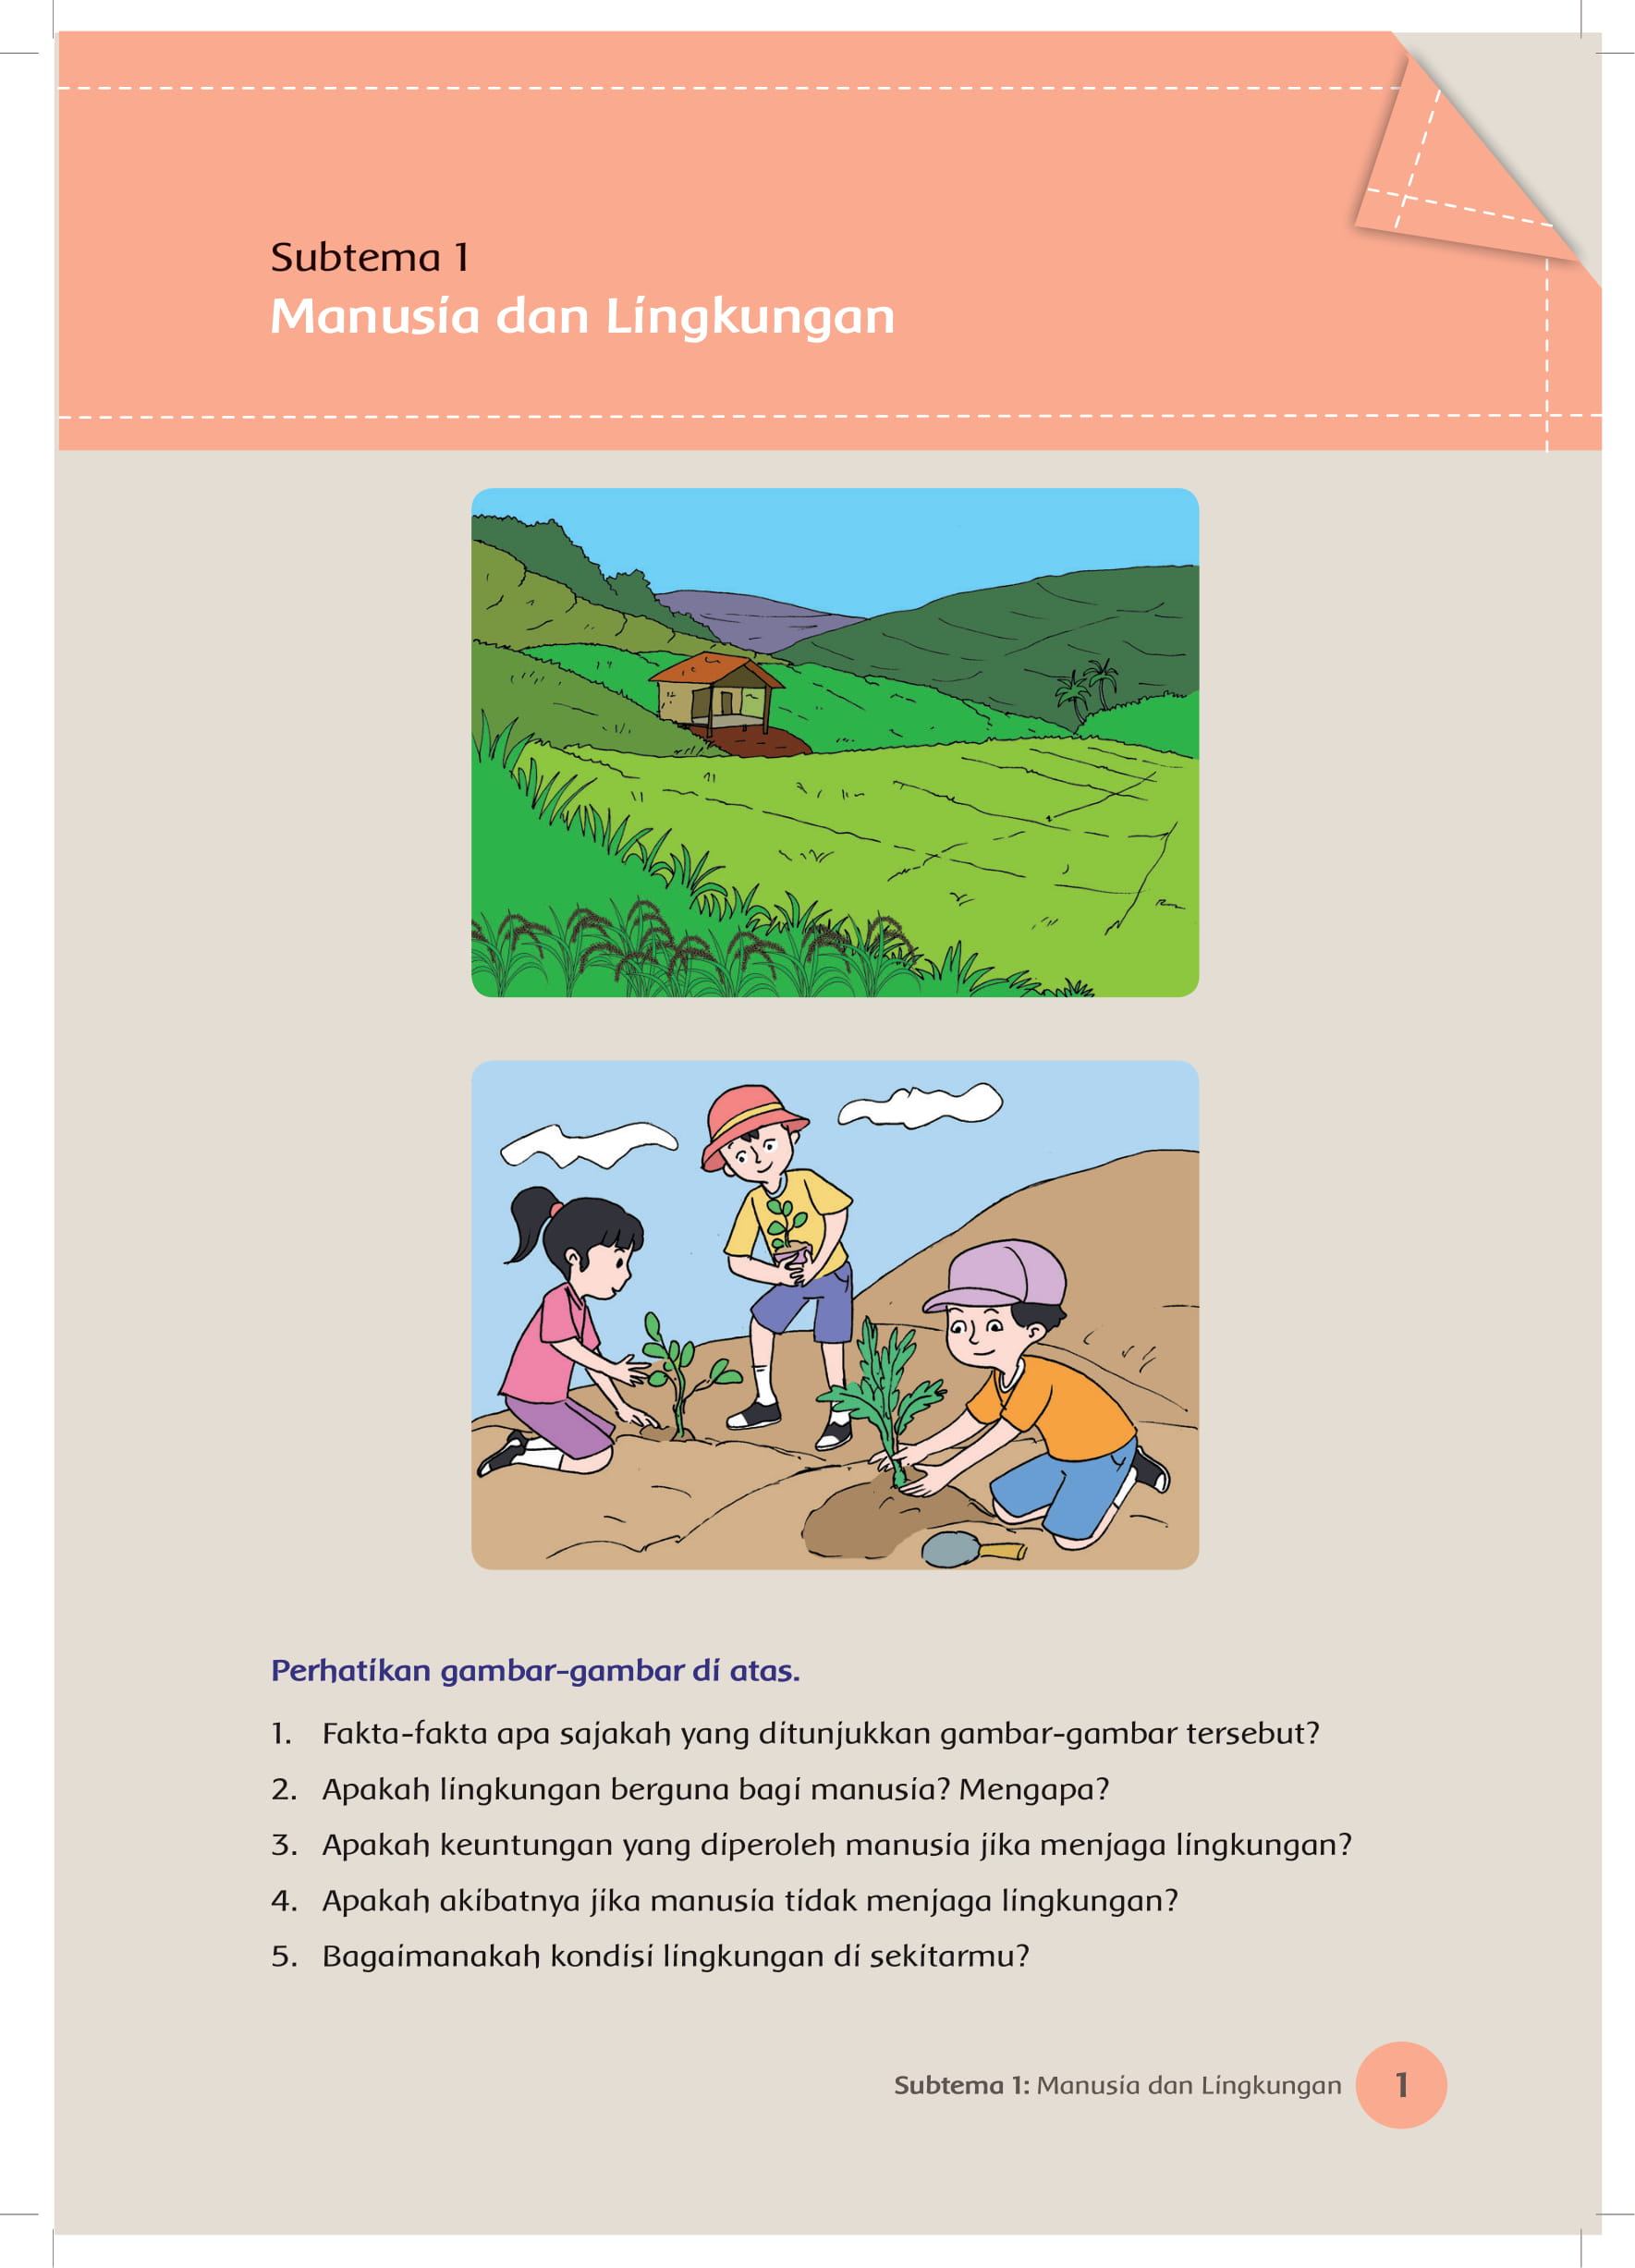 Subtema 1
Manusia dan Lingkungan
Perhatikan gambar-gambar di atas.
1. Fakta-fakta apa sajakah yang ditunjukkan gambar-gambar tersebut?
2. Apakah lingkungan berguna bagi manusia? Mengapa?
3. Apakah keuntungan yang diperoleh manusia jika menjaga lingkungan?
4. Apakah akibatnya jika manusia tidak menjaga lingkungan?
5. Bagaimanakah kondisi lingkungan di sekitarmu?
Subtema 1: Manusia dan Lingkungan 1